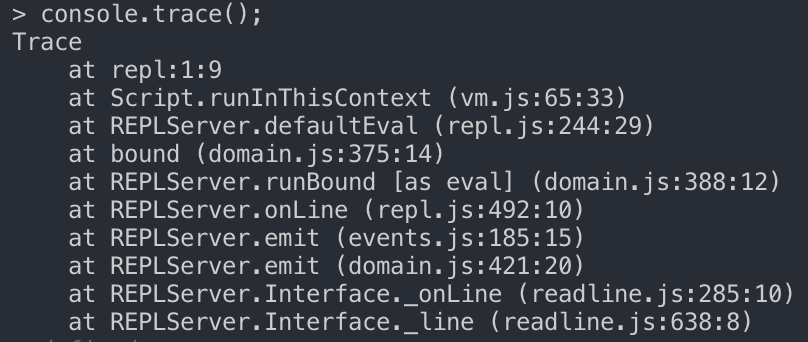 > console.trace();
Trace
    at repl:1:9
    at Script.runInThisContext (vm.js:65:33)
    at REPLServer.defaultEval (repl.js:244:29)
    at bound (domain.js:375:14)
    at REPLServer.runBound [as eval] (domain.js:388:12)
    at REPLServer.onLine (repl.js:492:10)
    at REPLServer.emit (events.js:185:15)
    at REPLServer.emit (domain.js:421:20)
    at REPLServer.Interface._onLine (readline.js:285:10)
    at REPLServer.Interface._line (readline.js:638:8)